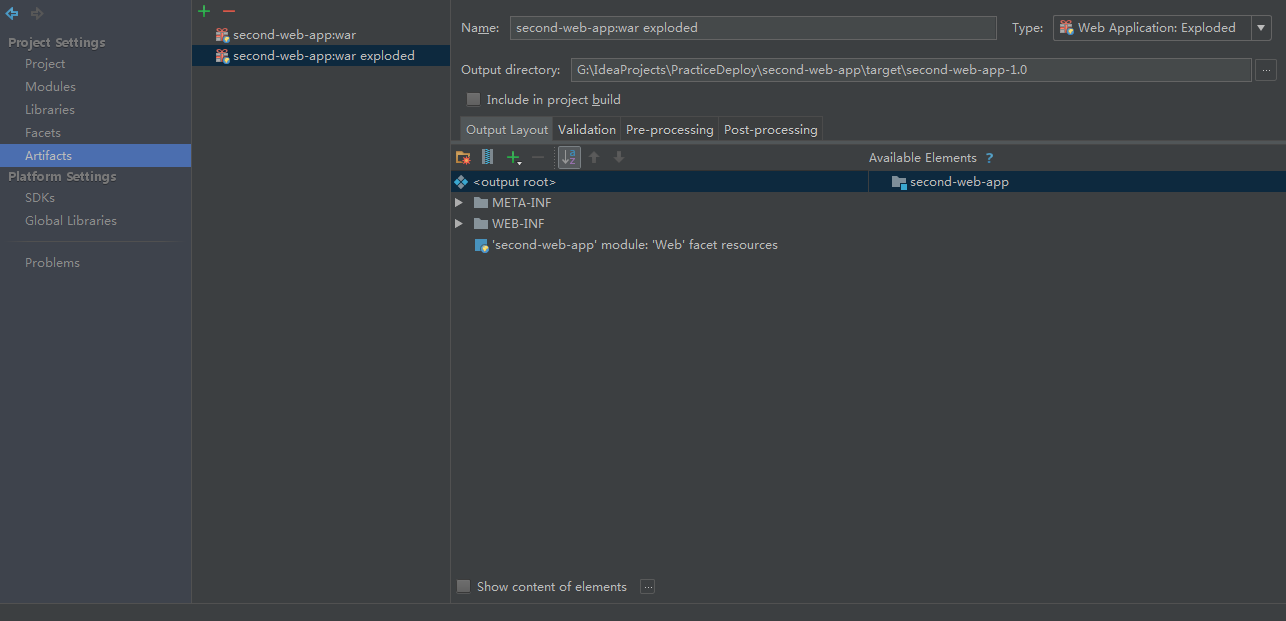 Project Settings
Project
Modules
Libraries
Facets
Artifacts
Platform Settings
SDKs
Global Libraries
Problems
second-web-app:war
second-web-app:war exploded
Name: second-web-app:war exploded
Type: Web Application: Exploded
Output directory: G:\IdeaProjects\PracticeDeploy\second-web-app\target\second-web-app-1.0
Include in project build
Output Layout Validation Pre-processing Post-processing
Available Elements ?
<output root>
second-web-app
META-INF
WEB-INF
'second-web-app' module: 'Web' facet resources
Show content of elements ...